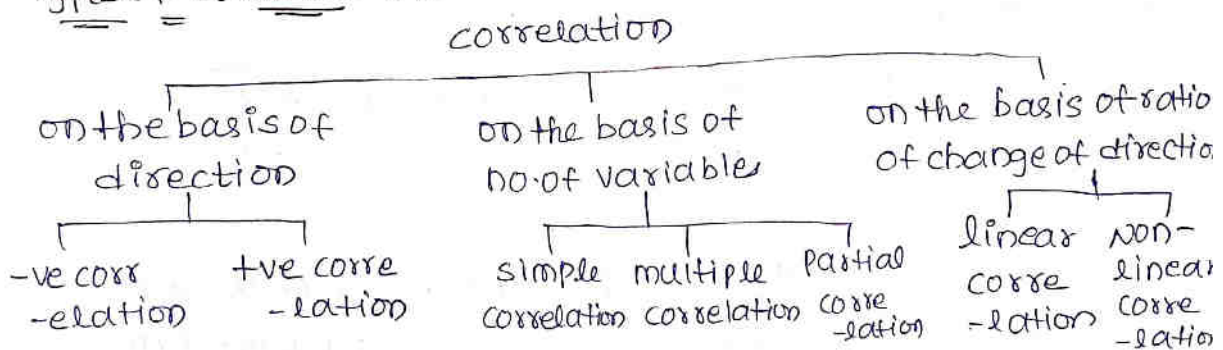 correlation
on the basis of
direction
-ve corr
-elation
+ve corre
-lation
on the basis of
no. of variable
simple
correlation
multiple
correlation
partial
corre
-lation
on the basis of ratio
of change of directio
linear
corre
-lation
Non-
linear
corre
-latio